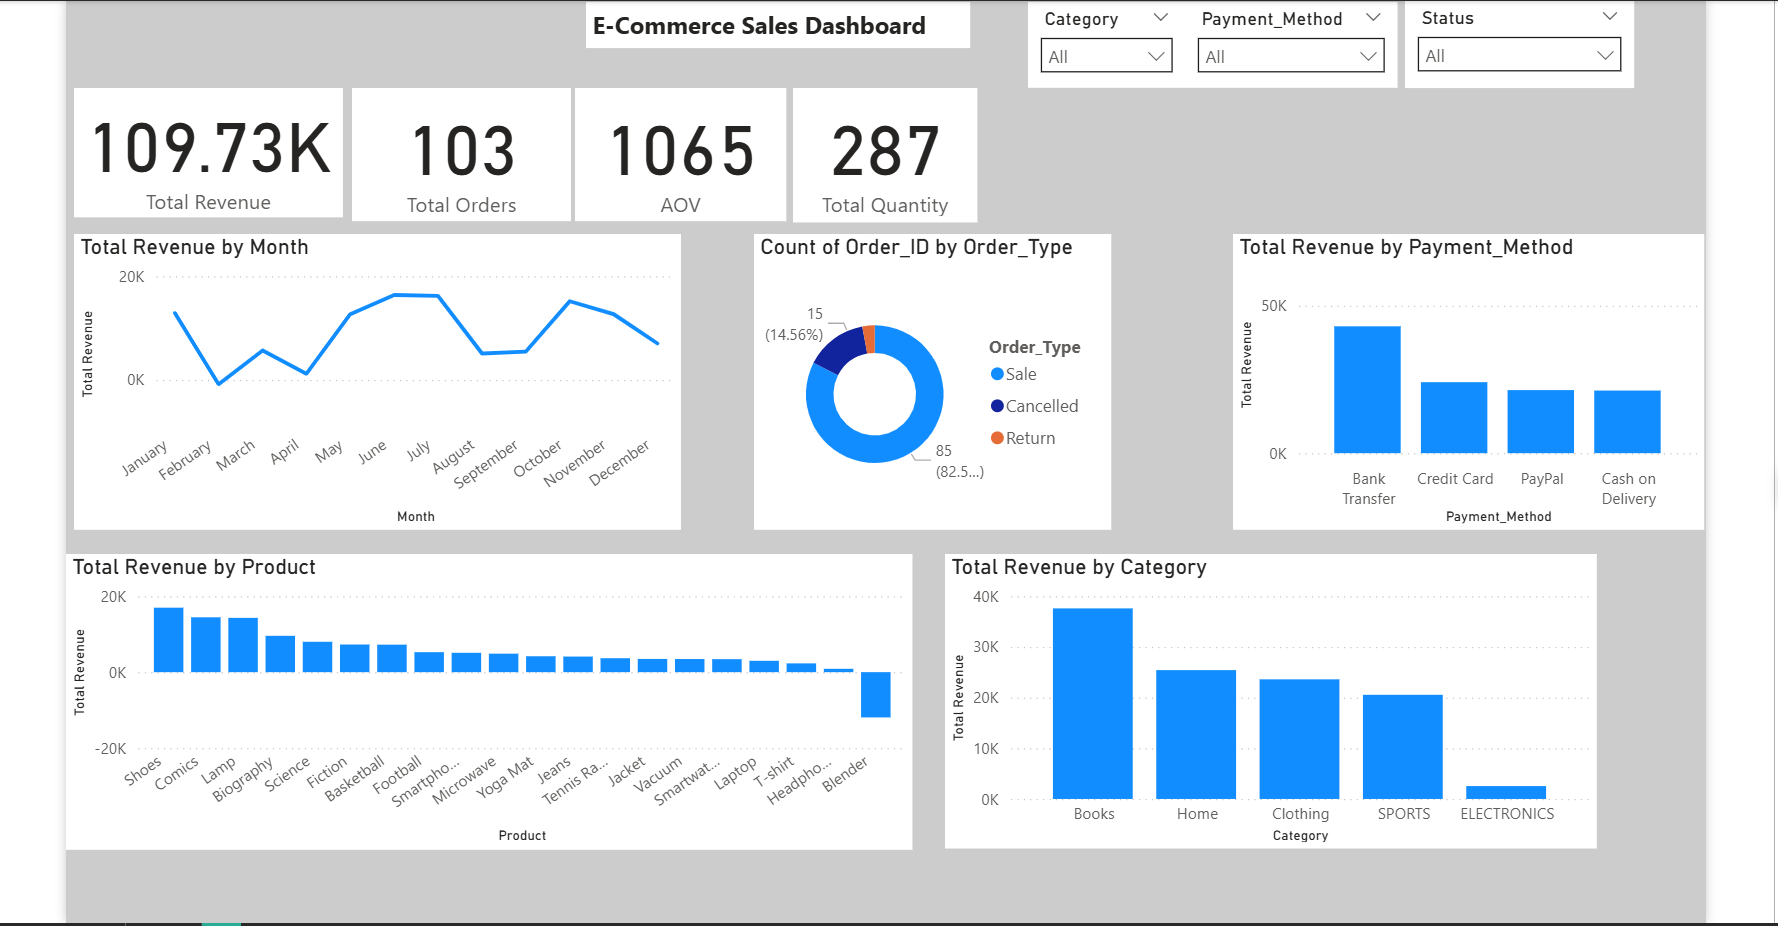 E-Commerce Sales Dashboard
Category
Payment_Method
Status
All
All
All
109.73K
Total Revenue
103
Total Orders
1065
AOV
287
Total Quantity
Total Revenue by Month
20K
0K
Total Revenue
January
February
March
April
May
June
July
August
September
October
November
December
Month
Count of Order_ID by Order_Type
15
(14.56%)
85
(82.5...)
Order_Type
Sale
Cancelled
Return
Total Revenue by Payment_Method
50K
0K
Total Revenue
Bank
Transfer
Credit Card
PayPal
Cash on
Delivery
Payment_Method
Total Revenue by Product
20K
0K
-20K
Total Revenue
Shoes
Comics
Lamp
Biography
Science
Fiction
Basketball
Football
Smartpho...
Microwave
Yoga Mat
Jeans
Tennis Ra...
Jacket
Vacuum
Smartwat...
Laptop
T-shirt
Headpho...
Blender
Product
Total Revenue by Category
40K
30K
20K
10K
0K
Total Revenue
Books
Home
Clothing
SPORTS
ELECTRONICS
Category